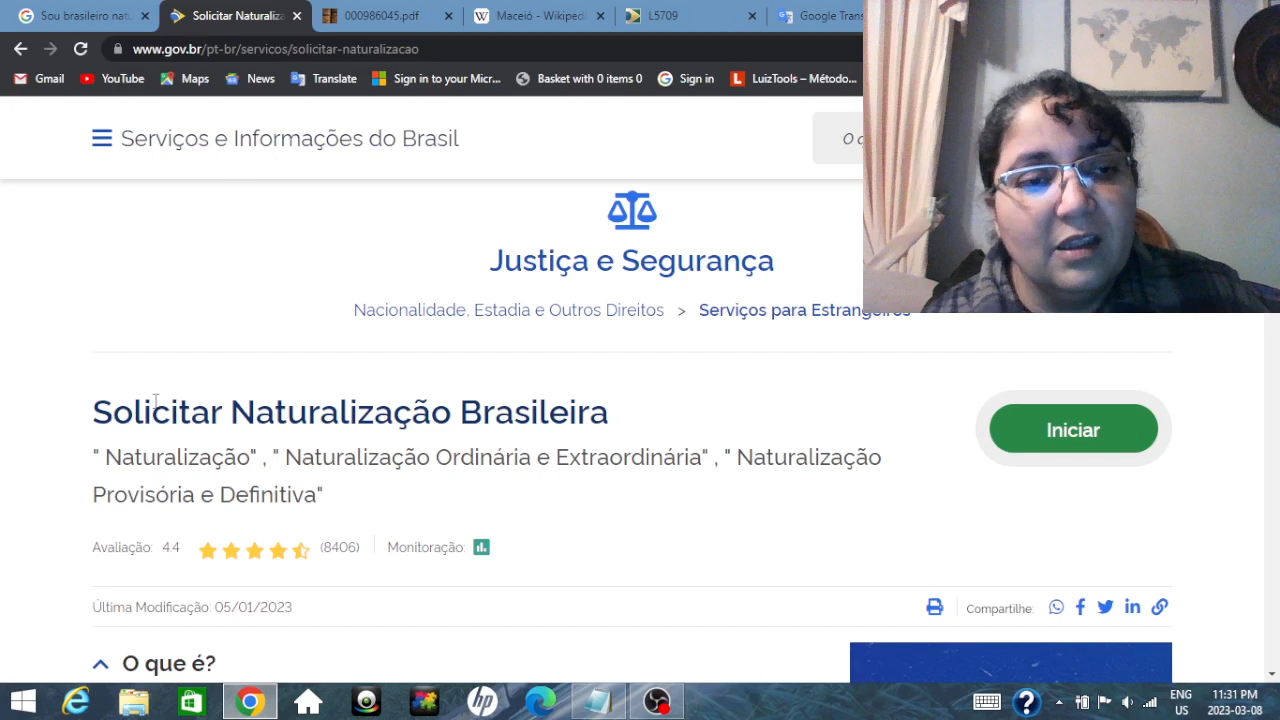 Sou brasileiro natu
Solicitar Naturaliza
000986045.pdf
Maceió - Wikiped
L5709
Google Tran
www.gov.br/pt-br/servicos/solicitar-naturalizacao
Gmail
YouTube
Maps
News
Translate
Sign in to your Micr...
Basket with 0 items 0
Sign in
LuizTools – Método...
Serviços e Informações do Brasil
O q
Justiça e Segurança
Nacionalidade, Estadia e Outros Direitos > Serviços para Estrangeiros
Solicitar Naturalização Brasileira
Iniciar
" Naturalização" , " Naturalização Ordinária e Extraordinária" , " Naturalização
Provisória e Definitiva"
Avaliação: 4.4 (8406) Monitoração:
Última Modificação: 05/01/2023
Compartilhe:
O que é?
ENG
US
11:31 PM
2023-03-08